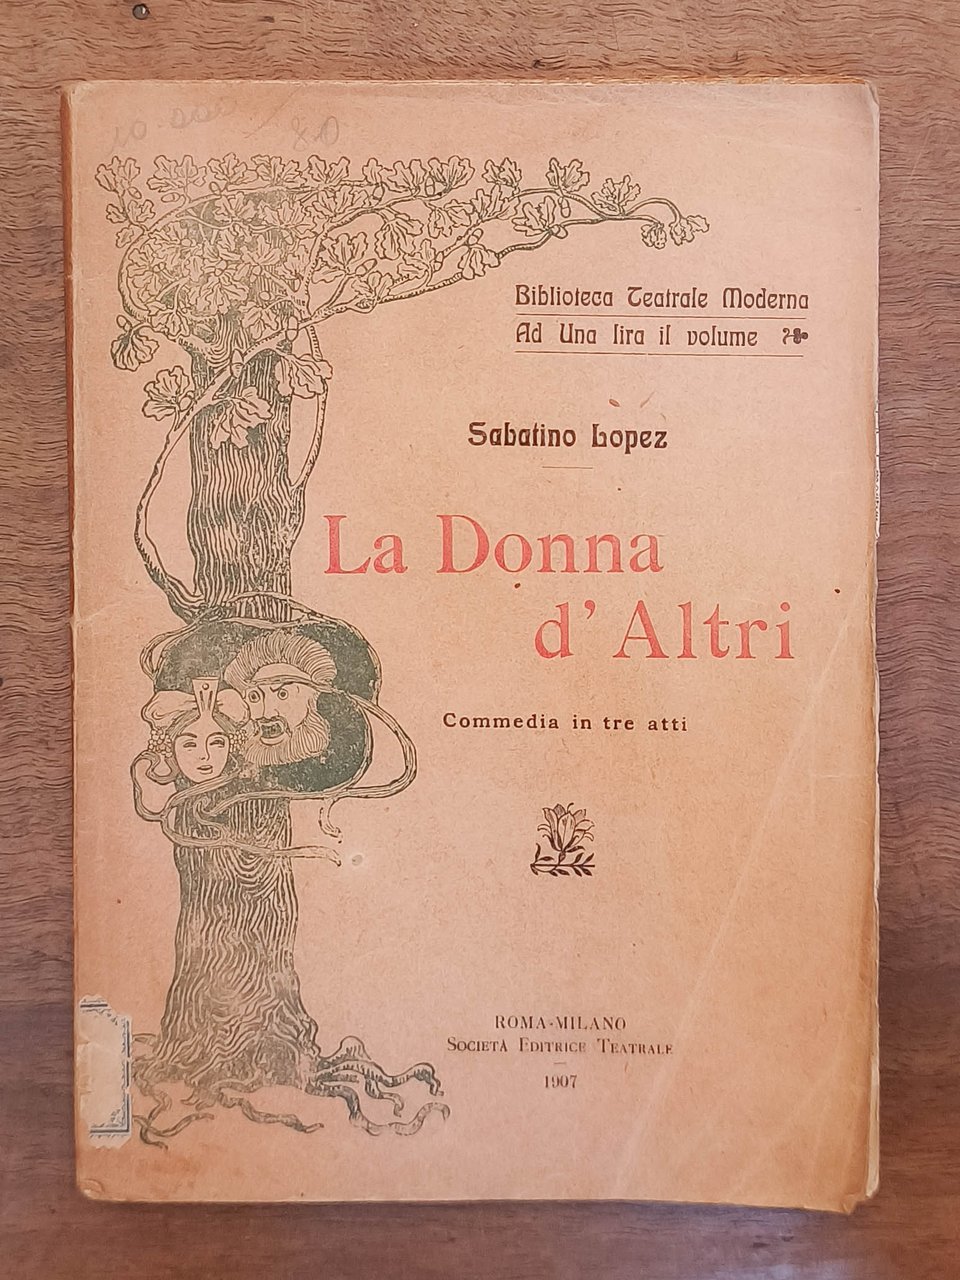 80
Biblioteca Teatrale Moderna
Ad Una lira il volume
Sabatino Lopez
La Donna
d' Altri
Commedia in tre atti
ROMA-MILANO
SOCIETÀ EDITRICE TEATRALE
1907